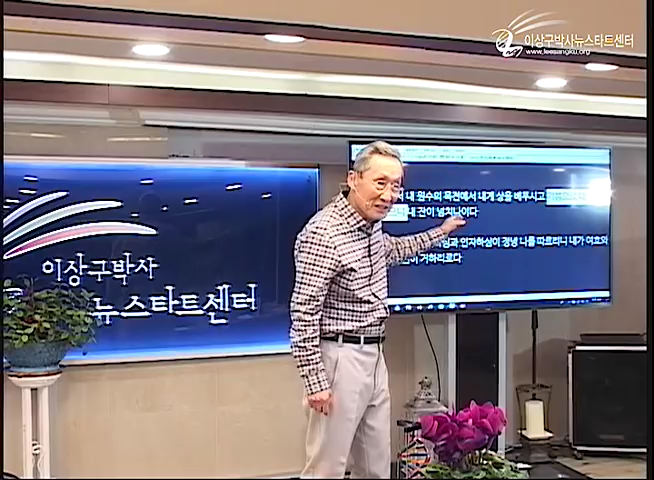 이상구박사뉴스타트센터
www.leesangku.org
내 원수의 목전에서 내게 상을 베푸시고
내 잔이 넘치나이다
인자하심이 정녕 나를 따르리니 내가 여호와
거하리로다
이상구박사
뉴스타트센터